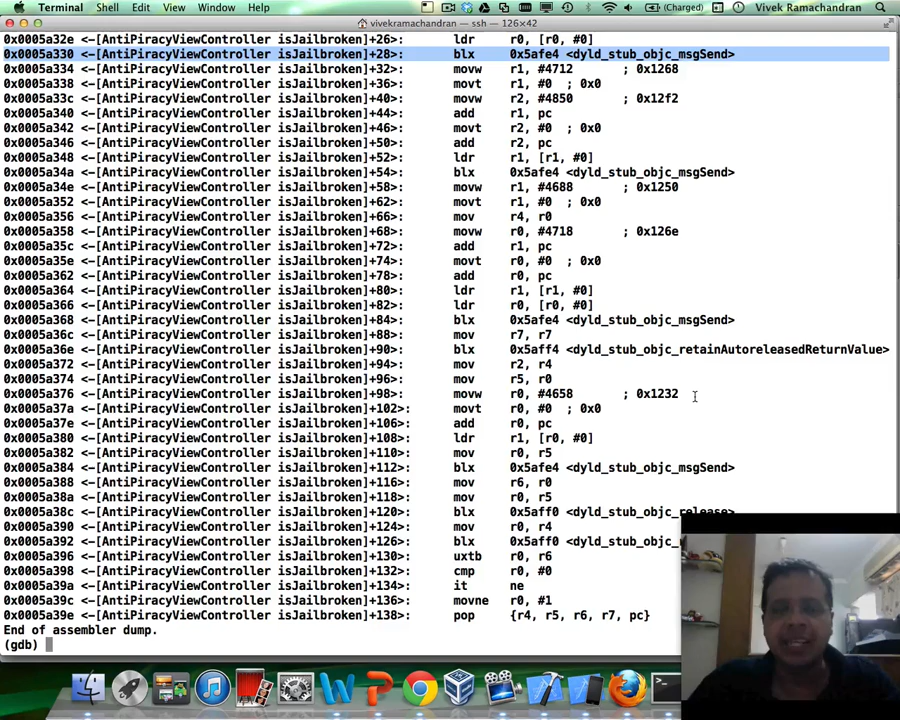 Terminal Shell Edit View Window Help (Charged) Vivek Ramachandran
vivekramachandran — ssh — 126×42
0x0005a32e <-[AntiPiracyViewController isJailbroken]+26>: ldr r0, [r0, #0]
0x0005a330 <-[AntiPiracyViewController isJailbroken]+28>: blx 0x5afe4 <dyld_stub_objc_msgSend>
0x0005a334 <-[AntiPiracyViewController isJailbroken]+32>: movw r1, #4712 ; 0x1268
0x0005a338 <-[AntiPiracyViewController isJailbroken]+36>: movt r1, #0 ; 0x0
0x0005a33c <-[AntiPiracyViewController isJailbroken]+40>: movw r2, #4850 ; 0x12f2
0x0005a340 <-[AntiPiracyViewController isJailbroken]+44>: add r1, pc
0x0005a342 <-[AntiPiracyViewController isJailbroken]+46>: movt r2, #0 ; 0x0
0x0005a346 <-[AntiPiracyViewController isJailbroken]+50>: add r2, pc
0x0005a348 <-[AntiPiracyViewController isJailbroken]+52>: ldr r1, [r1, #0]
0x0005a34a <-[AntiPiracyViewController isJailbroken]+54>: blx 0x5afe4 <dyld_stub_objc_msgSend>
0x0005a34e <-[AntiPiracyViewController isJailbroken]+58>: movw r1, #4688 ; 0x1250
0x0005a352 <-[AntiPiracyViewController isJailbroken]+62>: movt r1, #0 ; 0x0
0x0005a356 <-[AntiPiracyViewController isJailbroken]+66>: mov r4, r0
0x0005a358 <-[AntiPiracyViewController isJailbroken]+68>: movw r0, #4718 ; 0x126e
0x0005a35c <-[AntiPiracyViewController isJailbroken]+72>: add r1, pc
0x0005a35e <-[AntiPiracyViewController isJailbroken]+74>: movt r0, #0 ; 0x0
0x0005a362 <-[AntiPiracyViewController isJailbroken]+78>: add r0, pc
0x0005a364 <-[AntiPiracyViewController isJailbroken]+80>: ldr r1, [r1, #0]
0x0005a366 <-[AntiPiracyViewController isJailbroken]+82>: ldr r0, [r0, #0]
0x0005a368 <-[AntiPiracyViewController isJailbroken]+84>: blx 0x5afe4 <dyld_stub_objc_msgSend>
0x0005a36c <-[AntiPiracyViewController isJailbroken]+88>: mov r7, r7
0x0005a36e <-[AntiPiracyViewController isJailbroken]+90>: blx 0x5aff4 <dyld_stub_objc_retainAutoreleasedReturnValue>
0x0005a372 <-[AntiPiracyViewController isJailbroken]+94>: mov r2, r4
0x0005a374 <-[AntiPiracyViewController isJailbroken]+96>: mov r5, r0
0x0005a376 <-[AntiPiracyViewController isJailbroken]+98>: movw r0, #4658 ; 0x1232
0x0005a37a <-[AntiPiracyViewController isJailbroken]+102>: movt r0, #0 ; 0x0
0x0005a37e <-[AntiPiracyViewController isJailbroken]+106>: add r0, pc
0x0005a380 <-[AntiPiracyViewController isJailbroken]+108>: ldr r1, [r0, #0]
0x0005a382 <-[AntiPiracyViewController isJailbroken]+110>: mov r0, r5
0x0005a384 <-[AntiPiracyViewController isJailbroken]+112>: blx 0x5afe4 <dyld_stub_objc_msgSend>
0x0005a388 <-[AntiPiracyViewController isJailbroken]+116>: mov r6, r0
0x0005a38a <-[AntiPiracyViewController isJailbroken]+118>: mov r0, r5
0x0005a38c <-[AntiPiracyViewController isJailbroken]+120>: blx 0x5aff0 <dyld_stub_objc_release>
0x0005a390 <-[AntiPiracyViewController isJailbroken]+124>: mov r0, r4
0x0005a392 <-[AntiPiracyViewController isJailbroken]+126>: blx 0x5aff0 <dyld_stub_objc_
0x0005a396 <-[AntiPiracyViewController isJailbroken]+130>: uxtb r0, r6
0x0005a398 <-[AntiPiracyViewController isJailbroken]+132>: cmp r0, #0
0x0005a39a <-[AntiPiracyViewController isJailbroken]+134>: it ne
0x0005a39c <-[AntiPiracyViewController isJailbroken]+136>: movne r0, #1
0x0005a39e <-[AntiPiracyViewController isJailbroken]+138>: pop {r4, r5, r6, r7, pc}
End of assembler dump.
(gdb)